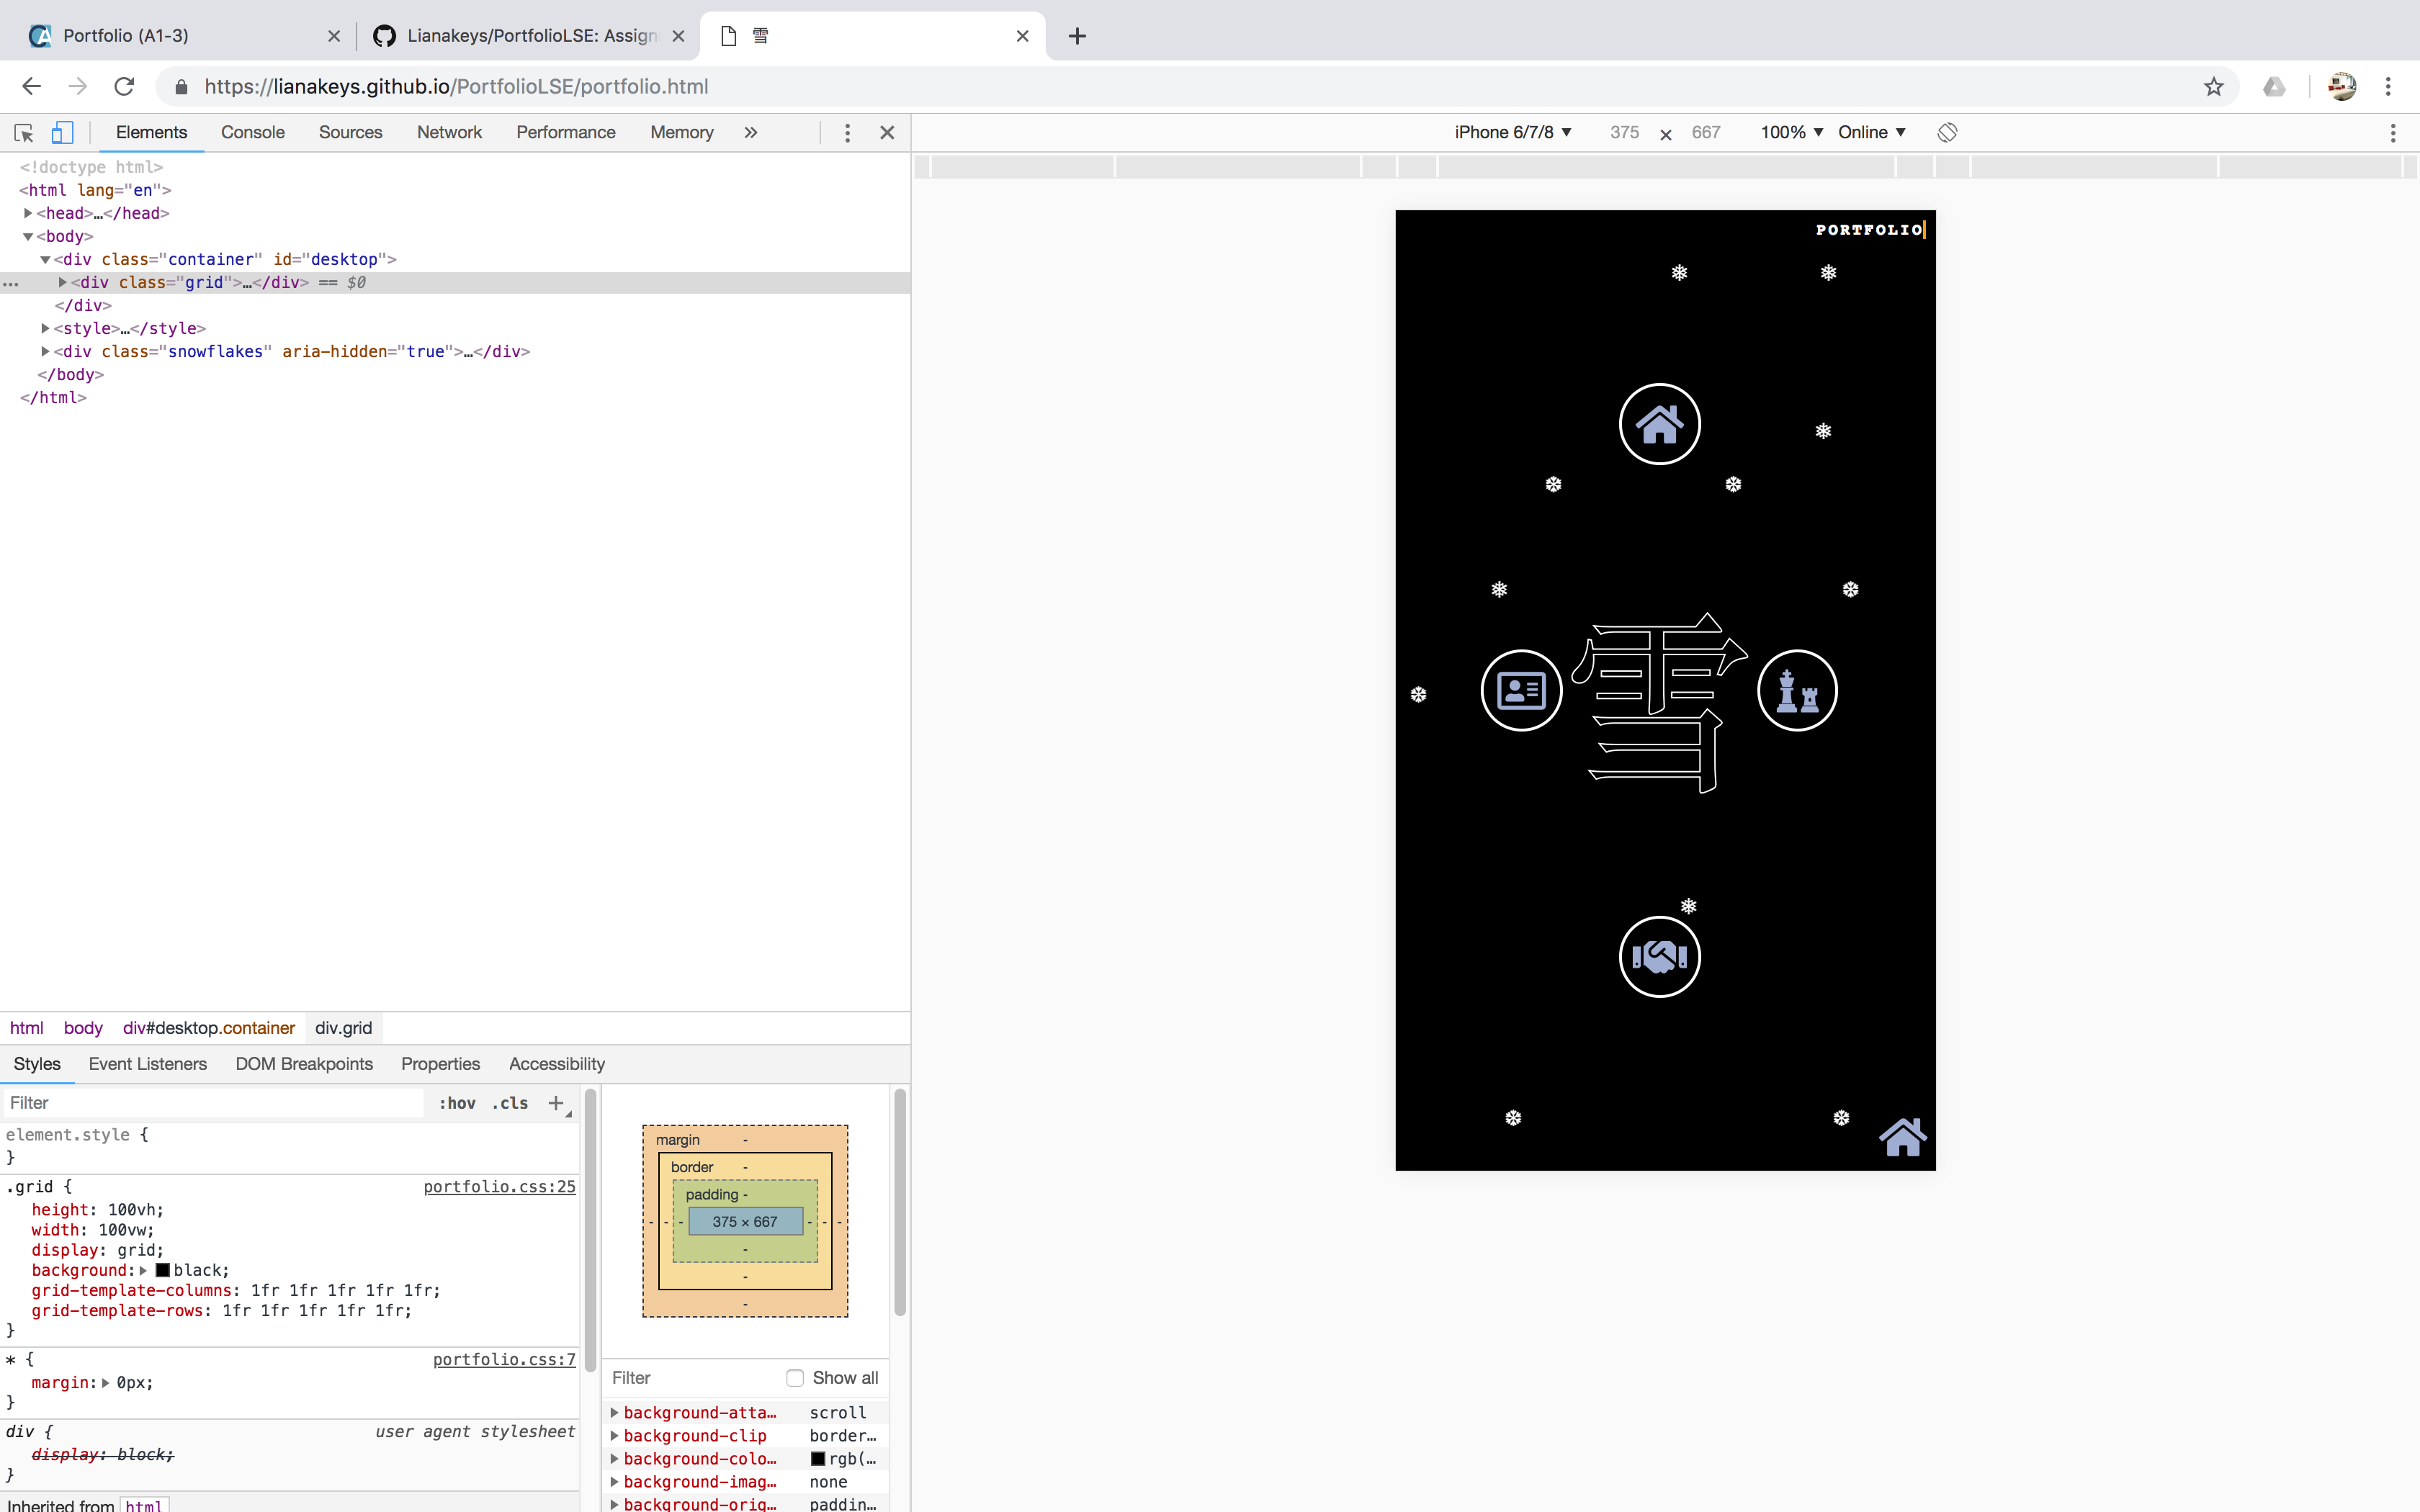 Portfolio (A1-3)
Lianakeys/PortfolioLSE: Assign
雪
https://lianakeys.github.io/PortfolioLSE/portfolio.html
Elements Console Sources Network Performance Memory »
iPhone 6/7/8 ▼ 375 × 667 100% ▼ Online ▼
<!doctype html>
<html lang="en">
▶<head>…</head>
▼<body>
▼<div class="container" id="desktop">
… ▶<div class="grid">…</div> == $0
</div>
▶<style>…</style>
▶<div class="snowflakes" aria-hidden="true">…</div>
</body>
</html>
PORTFOLIO
雪
html body div#desktop.container div.grid
Styles Event Listeners DOM Breakpoints Properties Accessibility
Filter :hov .cls +
element.style {
}
.grid { portfolio.css:25
height: 100vh;
width: 100vw;
display: grid;
background:▶ black;
grid-template-columns: 1fr 1fr 1fr 1fr 1fr;
grid-template-rows: 1fr 1fr 1fr 1fr 1fr;
}
* { portfolio.css:7
margin:▶ 0px;
}
div { user agent stylesheet
display: block;
}
Inherited from html
margin -
border -
padding -
- - - 375 × 667 - - -
-
-
-
Filter Show all
▶ background-atta… scroll
▶ background-clip border…
▶ background-colo… rgb(…
▶ background-imag… none
▶ background-orig… paddin…